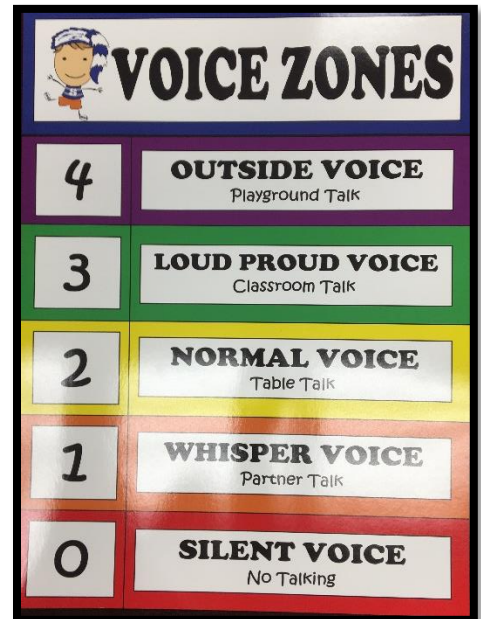 VOICE ZONES
4
OUTSIDE VOICE
Playground Talk
3
LOUD PROUD VOICE
Classroom Talk
2
NORMAL VOICE
Table Talk
1
WHISPER VOICE
Partner Talk
0
SILENT VOICE
No Talking